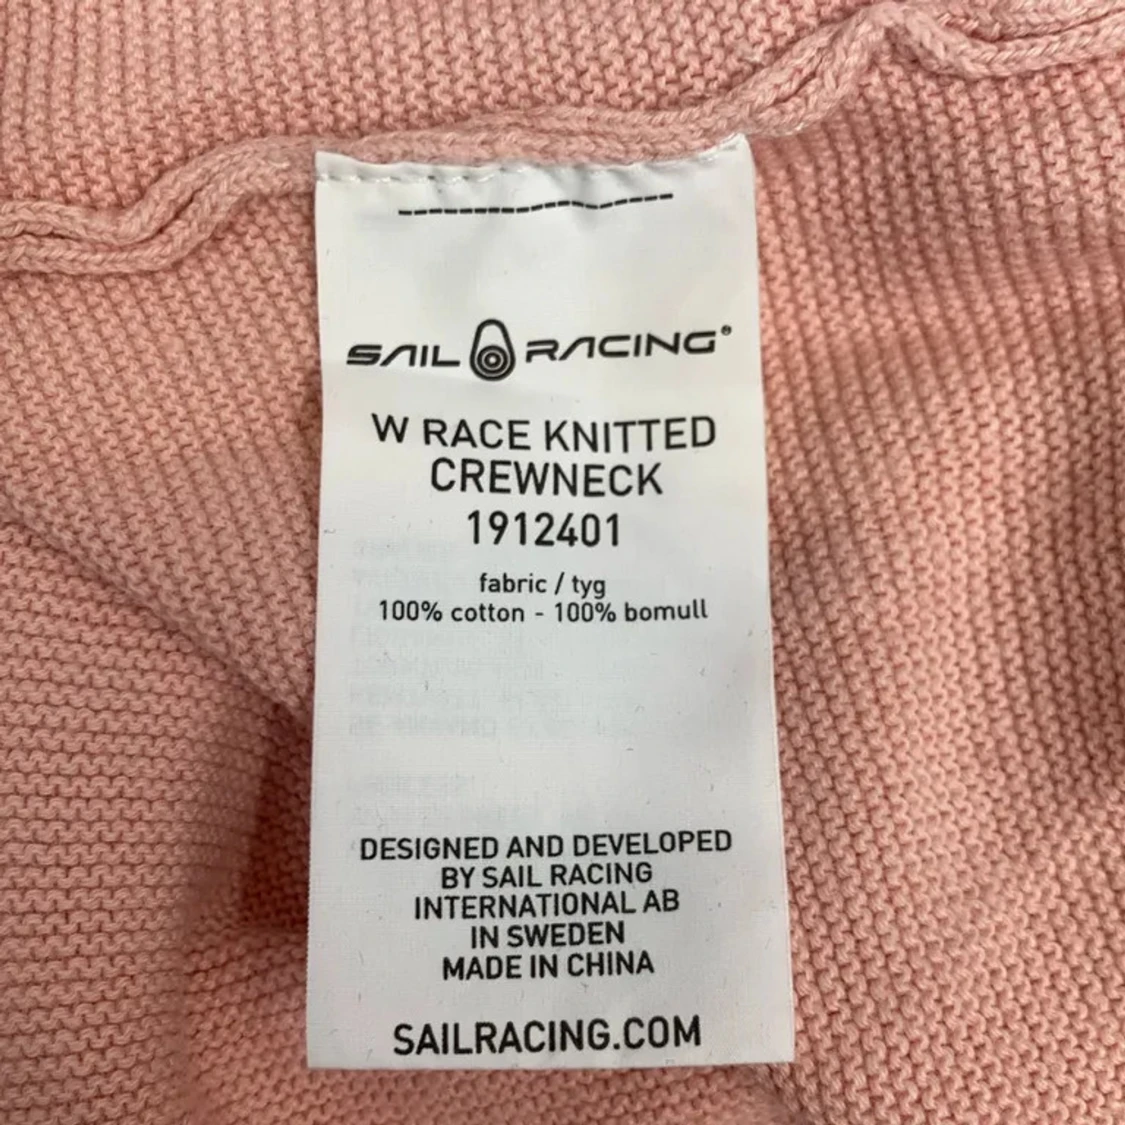 SAIL RACING®
W RACE KNITTED
CREWNECK
1912401
fabric / tyg
100% cotton - 100% bomull
DESIGNED AND DEVELOPED
BY SAIL RACING
INTERNATIONAL AB
IN SWEDEN
MADE IN CHINA
SAILRACING.COM